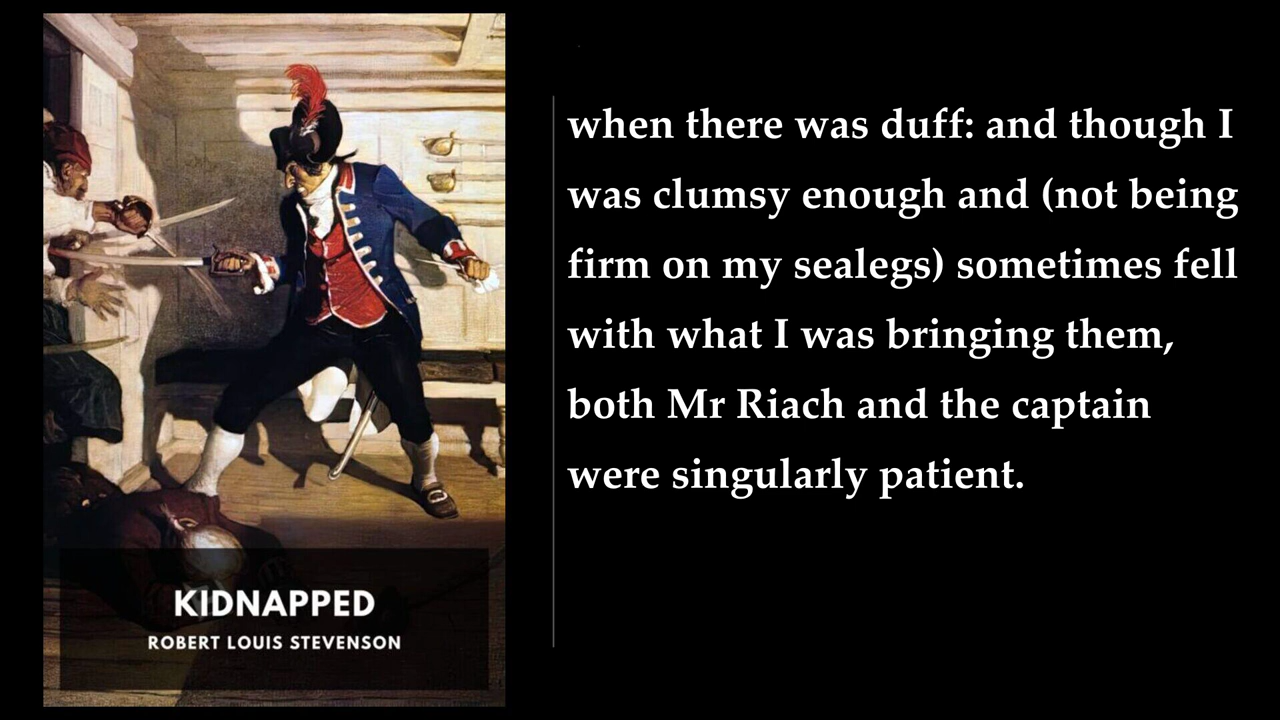 KIDNAPPED
ROBERT LOUIS STEVENSON
when there was duff: and though I
was clumsy enough and (not being
firm on my sealegs) sometimes fell
with what I was bringing them,
both Mr Riach and the captain
were singularly patient.